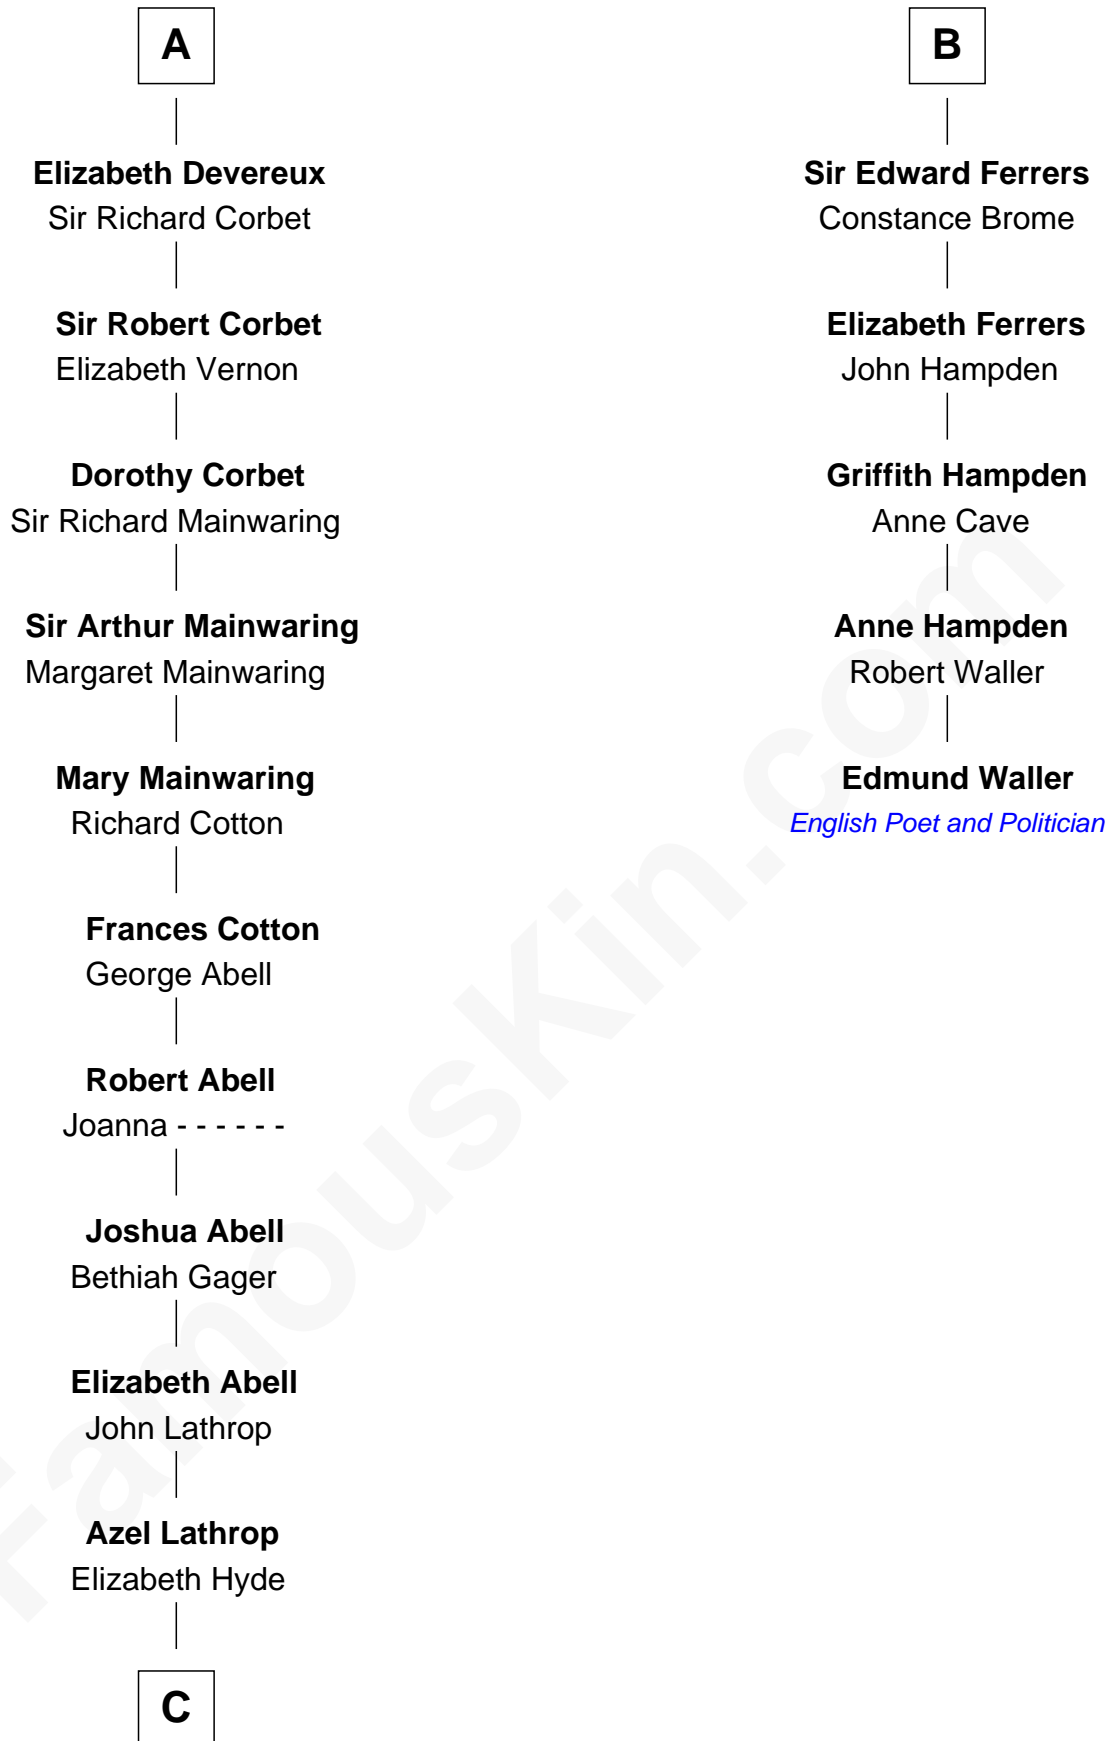 A
Elizabeth Devereux
Sir Richard Corbet
Sir Robert Corbet
Elizabeth Vernon
Dorothy Corbet
Sir Richard Mainwaring
Sir Arthur Mainwaring
Margaret Mainwaring
Mary Mainwaring
Richard Cotton
Frances Cotton
George Abell
Robert Abell
Joanna - - - - - -
Joshua Abell
Bethiah Gager
Elizabeth Abell
John Lathrop
Azel Lathrop
Elizabeth Hyde
C
B
Sir Edward Ferrers
Constance Brome
Elizabeth Ferrers
John Hampden
Griffith Hampden
Anne Cave
Anne Hampden
Robert Waller
Edmund Waller
English Poet and Politician
FamousKin.com